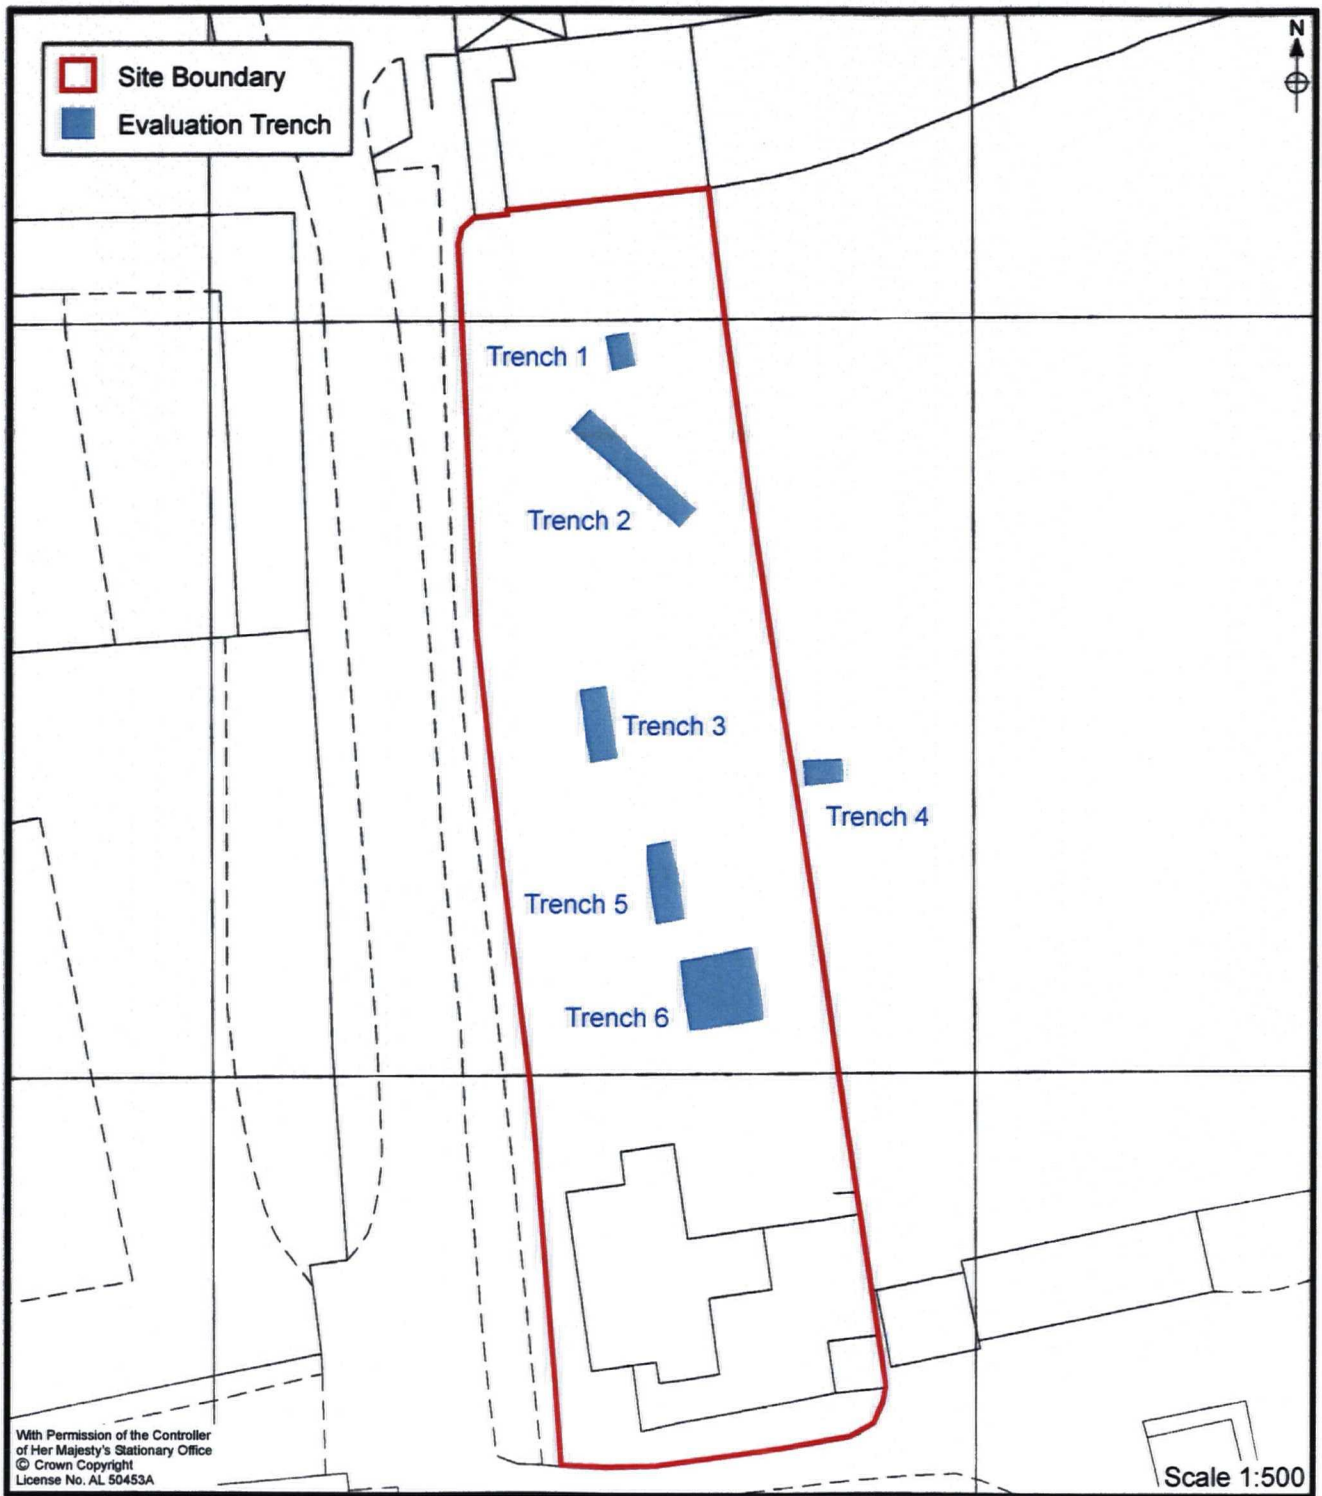 N
Site Boundary
Evaluation Trench
Trench 1
Trench 2
Trench 3
Trench 4
Trench 5
Trench 6
With Permission of the Controller
of Her Majesty's Stationary Office
© Crown Copyright
License No. AL 50453A
Scale 1:500